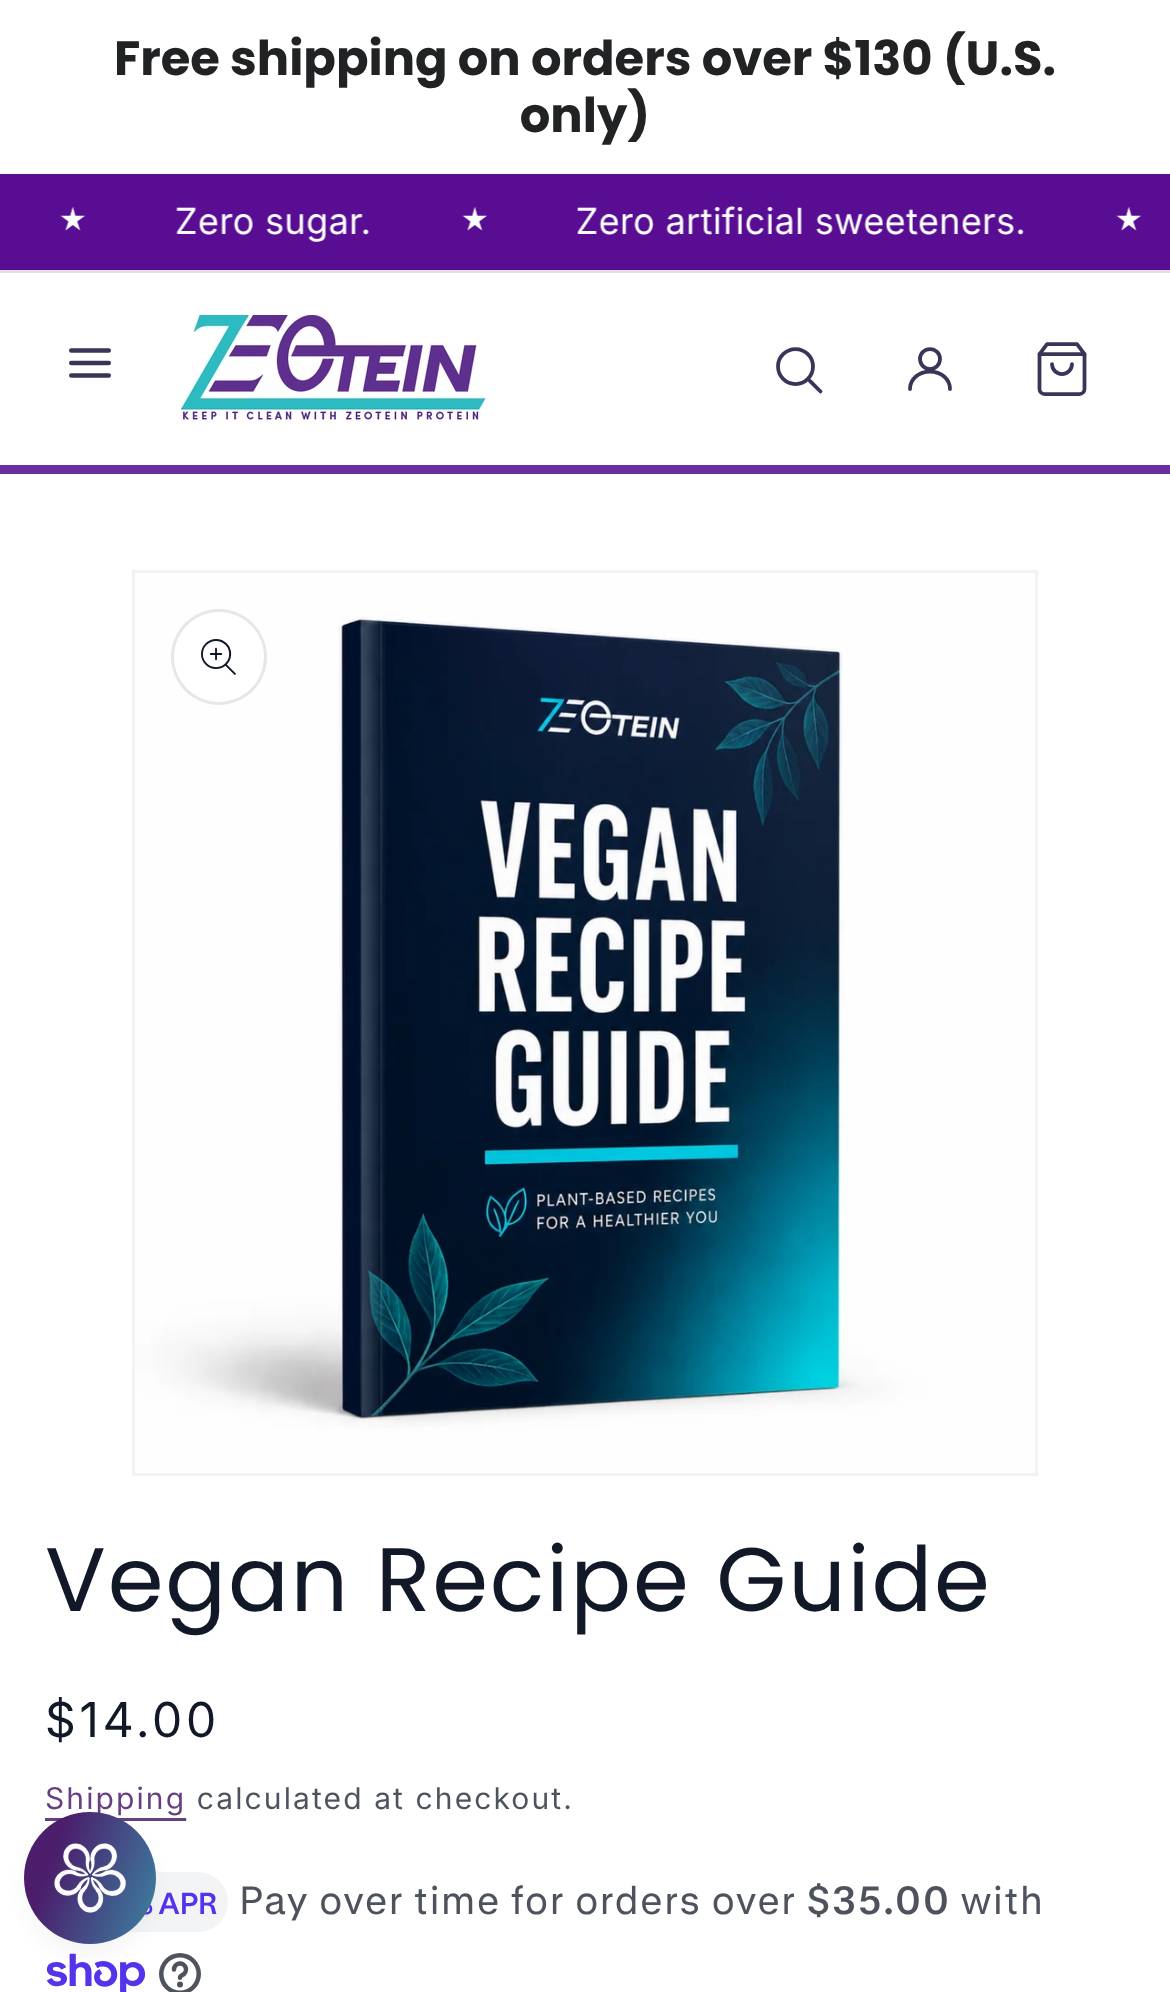 Free shipping on orders over $130 (U.S.
only)
★ Zero sugar. ★ Zero artificial sweeteners. ★
ZEOTEIN
KEEP IT CLEAN WITH ZEOTEIN PROTEIN
ZEOTEIN
VEGAN
RECIPE
GUIDE
PLANT-BASED RECIPES
FOR A HEALTHIER YOU
Vegan Recipe Guide
$14.00
Shipping calculated at checkout.
APR Pay over time for orders over $35.00 with
shop